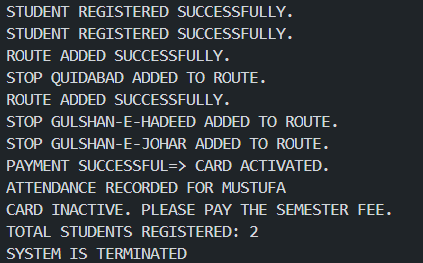 STUDENT REGISTERED SUCCESSFULLY.
STUDENT REGISTERED SUCCESSFULLY.
ROUTE ADDED SUCCESSFULLY.
STOP QUIDABAD ADDED TO ROUTE.
ROUTE ADDED SUCCESSFULLY.
STOP GULSHAN-E-HADEED ADDED TO ROUTE.
STOP GULSHAN-E-JOHAR ADDED TO ROUTE.
PAYMENT SUCCESSFUL=> CARD ACTIVATED.
ATTENDANCE RECORDED FOR MUSTUFA
CARD INACTIVE. PLEASE PAY THE SEMESTER FEE.
TOTAL STUDENTS REGISTERED: 2
SYSTEM IS TERMINATED